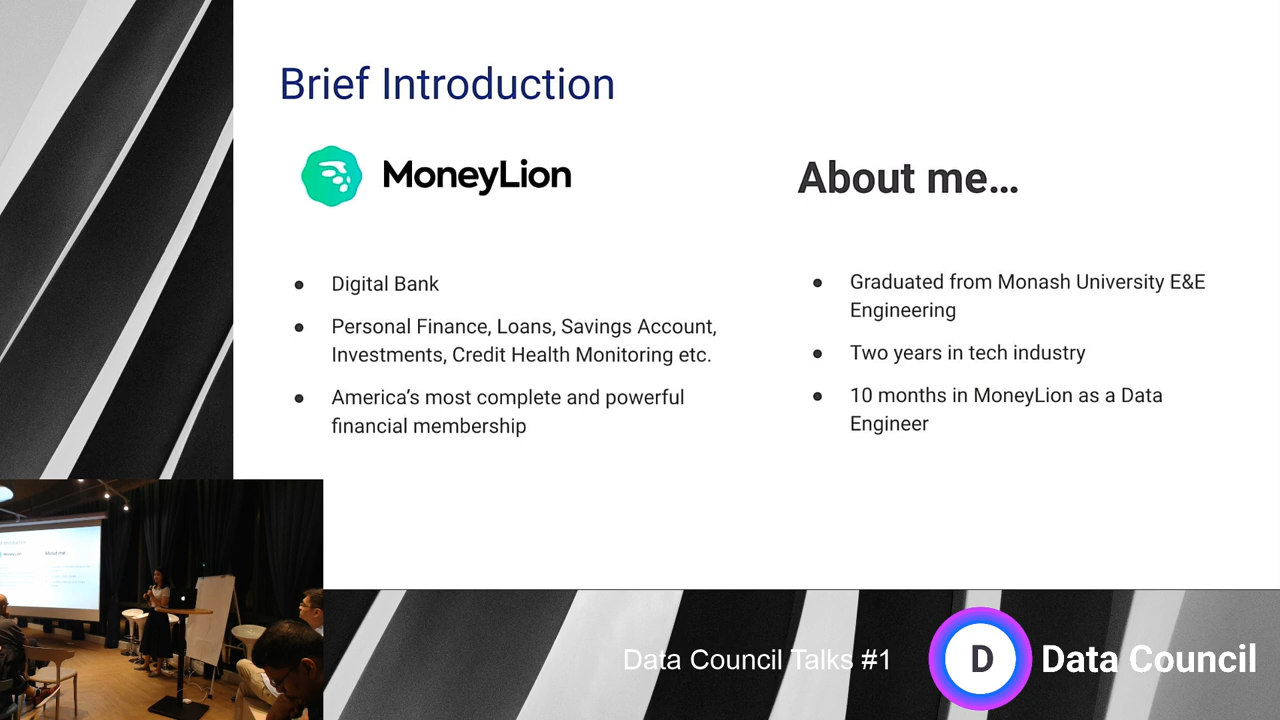 Brief Introduction
MoneyLion
Digital Bank
Personal Finance, Loans, Savings Account,
Investments, Credit Health Monitoring etc.
America's most complete and powerful
financial membership
About me…
Graduated from Monash University E&E
Engineering
Two years in tech industry
10 months in MoneyLion as a Data
Engineer
About me...
Data Council Talks #1
D
Data Council